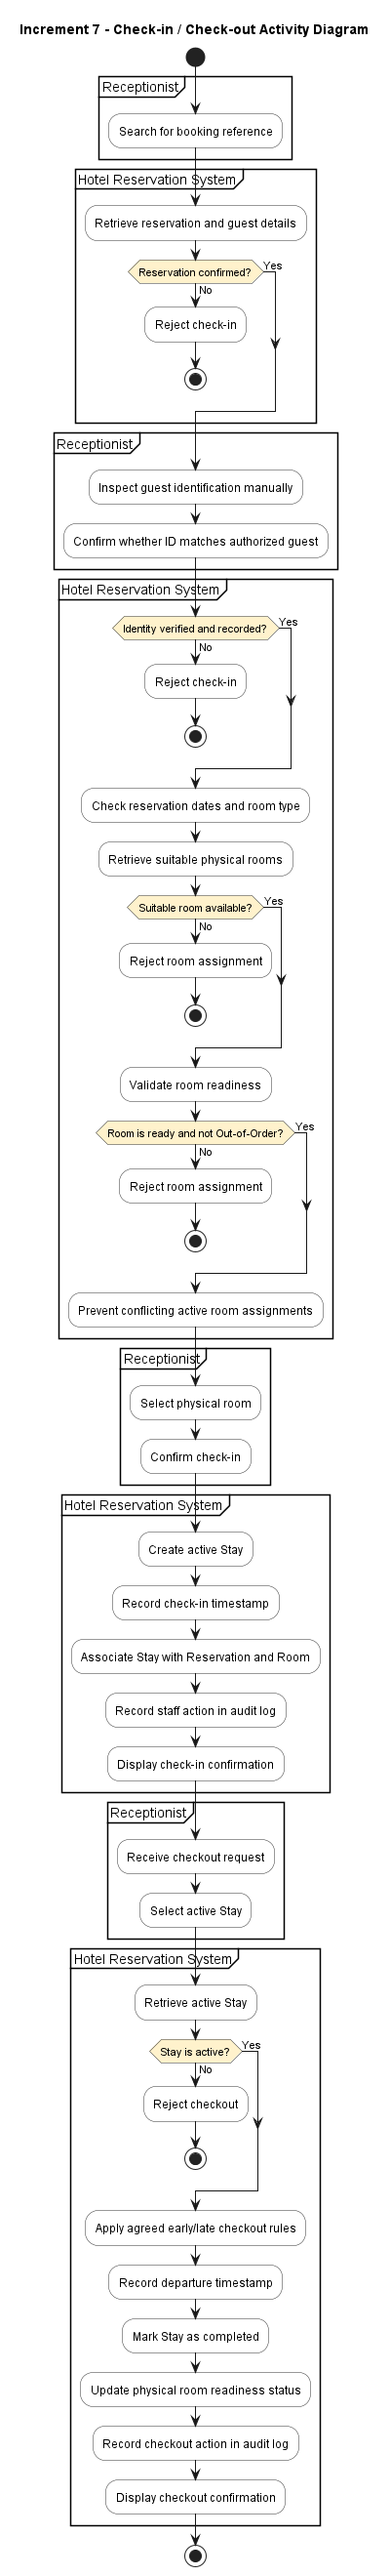 Increment 7 - Check-in / Check-out Activity Diagram
Receptionist
Search for booking reference
Hotel Reservation System
Retrieve reservation and guest details
Reservation confirmed?
Yes
No
Reject check-in
Receptionist
Inspect guest identification manually
Confirm whether ID matches authorized guest
Hotel Reservation System
Identity verified and recorded?
Yes
No
Reject check-in
Check reservation dates and room type
Retrieve suitable physical rooms
Suitable room available?
Yes
No
Reject room assignment
Validate room readiness
Room is ready and not Out-of-Order?
Yes
No
Reject room assignment
Prevent conflicting active room assignments
Receptionist
Select physical room
Confirm check-in
Hotel Reservation System
Create active Stay
Record check-in timestamp
Associate Stay with Reservation and Room
Record staff action in audit log
Display check-in confirmation
Receptionist
Receive checkout request
Select active Stay
Hotel Reservation System
Retrieve active Stay
Stay is active?
Yes
No
Reject checkout
Apply agreed early/late checkout rules
Record departure timestamp
Mark Stay as completed
Update physical room readiness status
Record checkout action in audit log
Display checkout confirmation